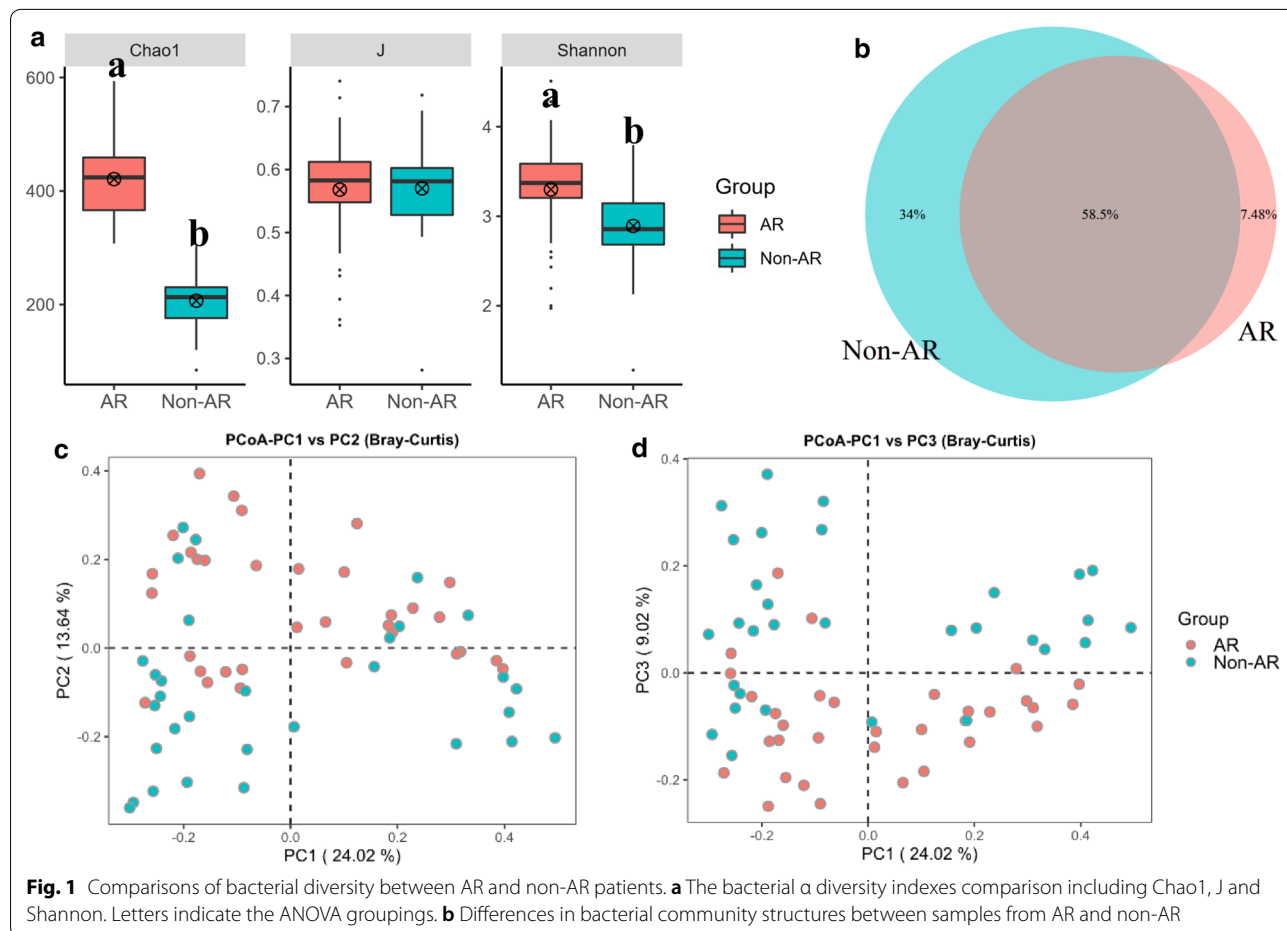 a
Chao1
J
Shannon
a
b
a
b
600
400
200
0.7
0.6
0.5
0.4
0.3
4
3
2
AR
Non-AR
AR
Non-AR
AR
Non-AR
Group
AR
Non-AR
b
34%
58.5%
7.48%
Non-AR
AR
c
PCoA-PC1 vs PC2 (Bray-Curtis)
PC2 ( 13.64 %)
0.4
0.2
0.0
-0.2
-0.2
0.0
0.2
0.4
PC1 ( 24.02 %)
d
PCoA-PC1 vs PC3 (Bray-Curtis)
PC3 ( 9.02 %)
0.4
0.2
0.0
-0.2
-0.2
0.0
0.2
0.4
PC1 ( 24.02 %)
Group
AR
Non-AR
Fig. 1 Comparisons of bacterial diversity between AR and non-AR patients. a The bacterial α diversity indexes comparison including Chao1, J and
Shannon. Letters indicate the ANOVA groupings. b Differences in bacterial community structures between samples from AR and non-AR